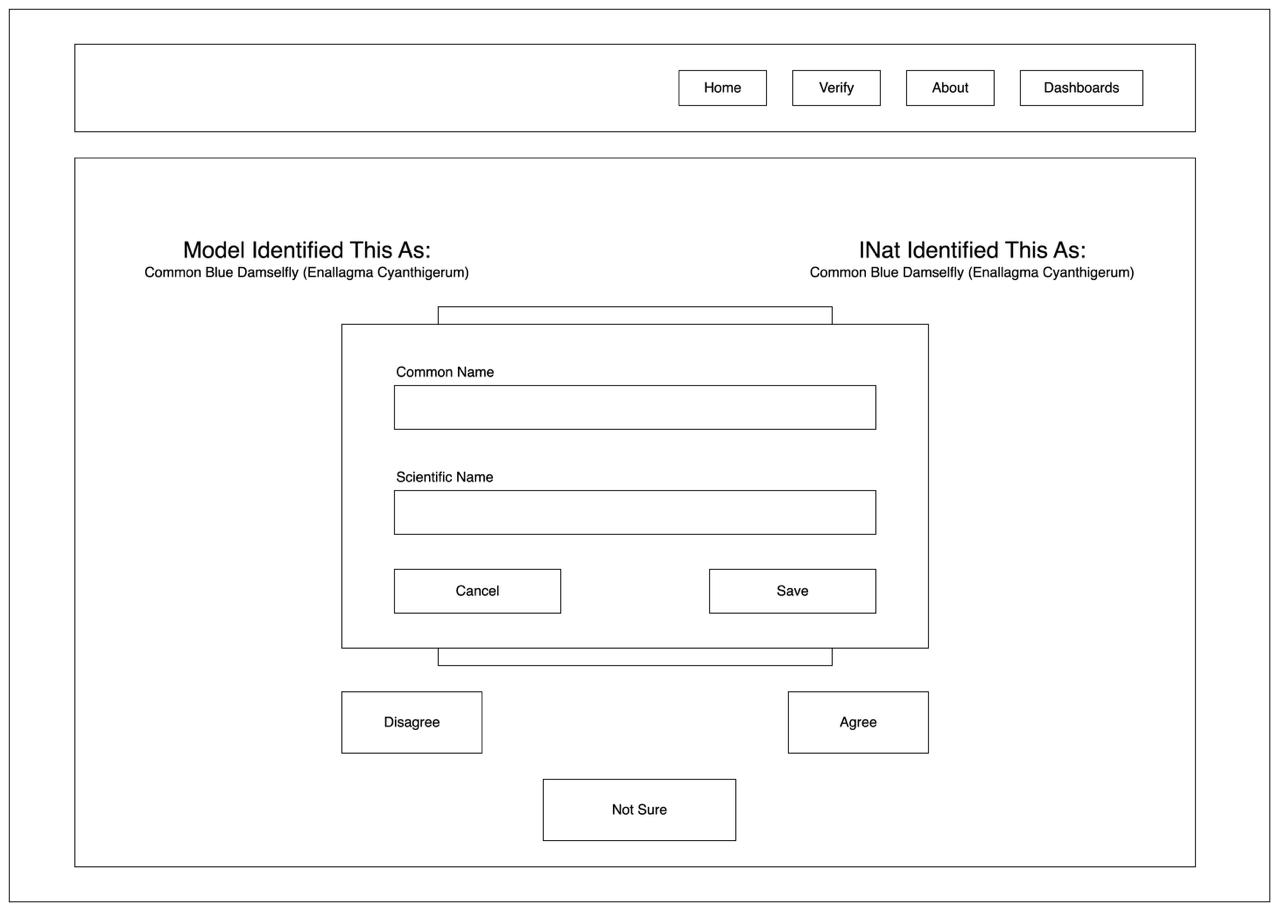 Home
Verify
About
Dashboards
Model Identified This As:
Common Blue Damselfly (Enallagma Cyanthigerum)
INat Identified This As:
Common Blue Damselfly (Enallagma Cyanthigerum)
Common Name
Scientific Name
Cancel
Save
Disagree
Agree
Not Sure